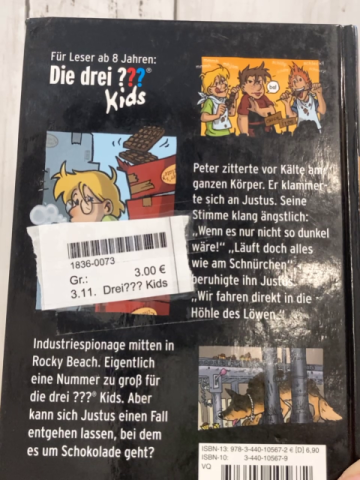 Für Leser ab 8 Jahren:
Die drei ???®
Kids
Peter zitterte vor Kälte am
ganzen Körper. Er klammer-
te sich an Justus. Seine
Stimme klang ängstlich:
„Wenn es nur nicht so dunkel
wäre!“ „Läuft doch alles
wie am Schnürchen“,
beruhigte ihn Justus.
„Wir fahren direkt in die
Höhle des Löwen.“
1836-0073
3.00 €
Gr.:
3.11. Drei??? Kids
Industriespionage mitten in
Rocky Beach. Eigentlich
eine Nummer zu groß für
die drei ???® Kids. Aber
kann sich Justus einen Fall
entgehen lassen, bei dem
es um Schokolade geht?
ISBN-13: 978-3-440-10567-2 € [D] 6,90
ISBN-10: 3-440-10567-9
VQ